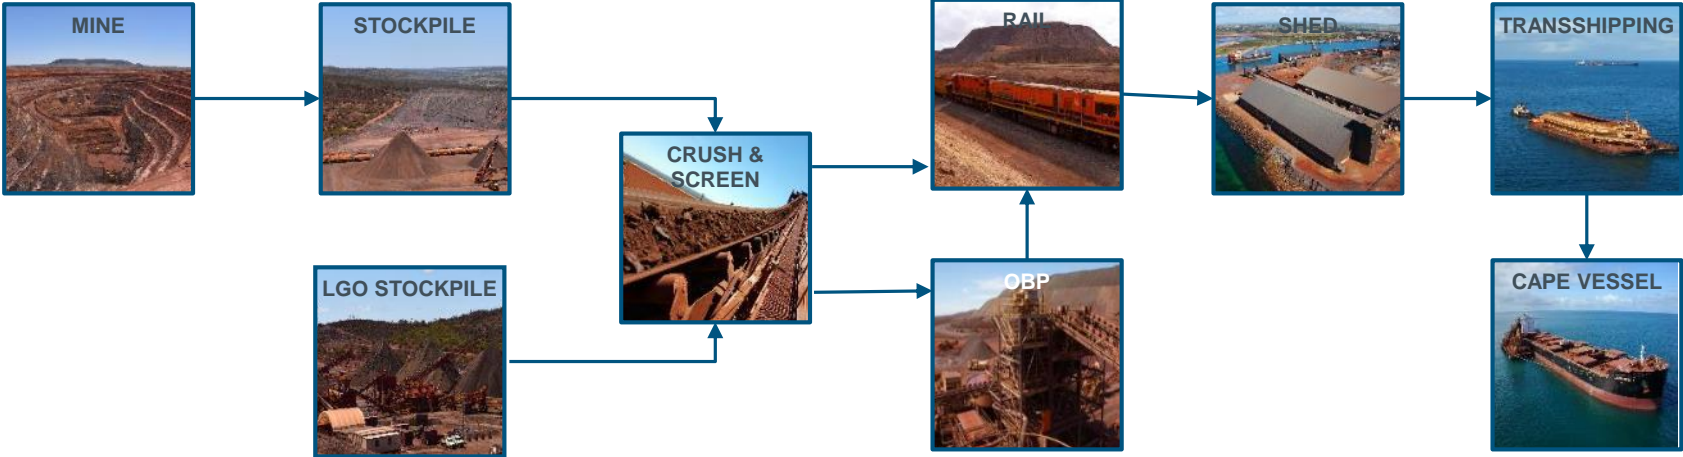 MINE
STOCKPILE
CRUSH &
SCREEN
LGO STOCKPILE
RAIL
OBP
SHED
TRANSSHIPPING
CAPE VESSEL